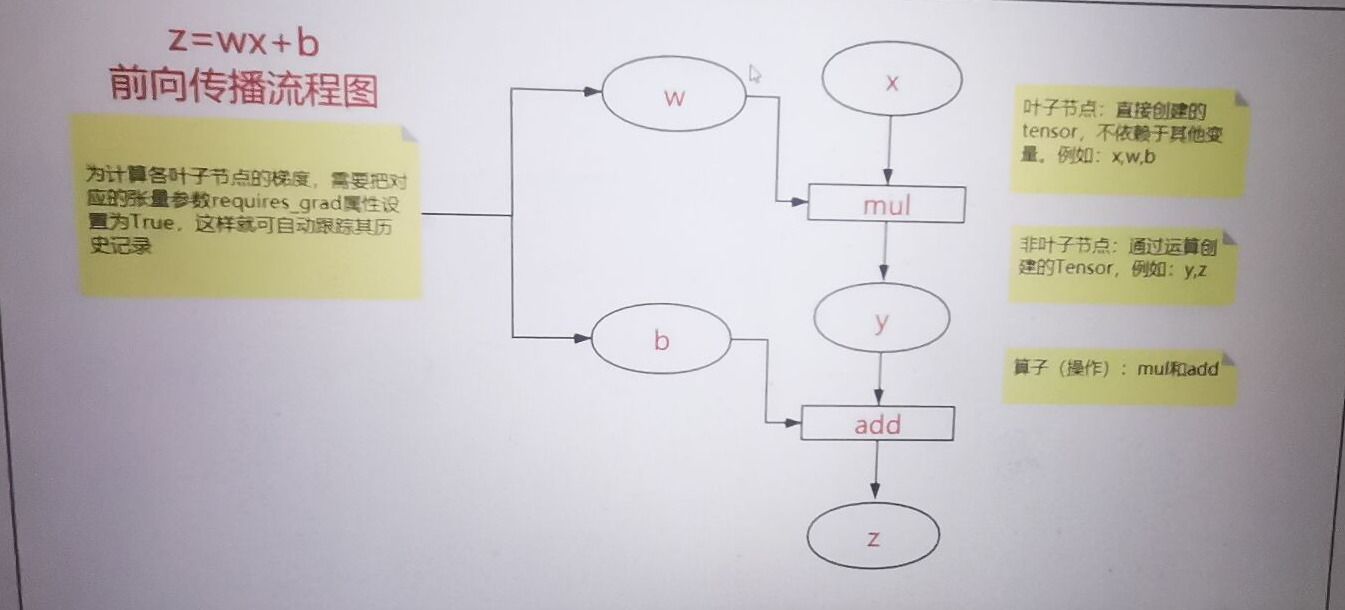 z=wx+b
前向传播流程图
为计算各叶子节点的梯度，需要把对
应的张量参数requires_grad属性设
置为True，这样就可自动跟踪其历
史记录
w
x
mul
y
b
add
z
叶子节点：直接创建的
tensor，不依赖于其他变
量。例如：x,w,b
非叶子节点：通过运算创
建的Tensor，例如：y,z
算子（操作）：mul和add